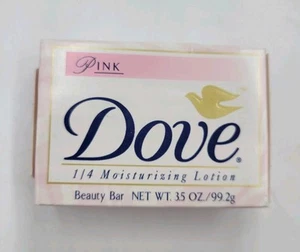 PINK
Dove®
1/4 Moisturizing Lotion
Beauty Bar NET WT. 3.5 OZ./99.2g